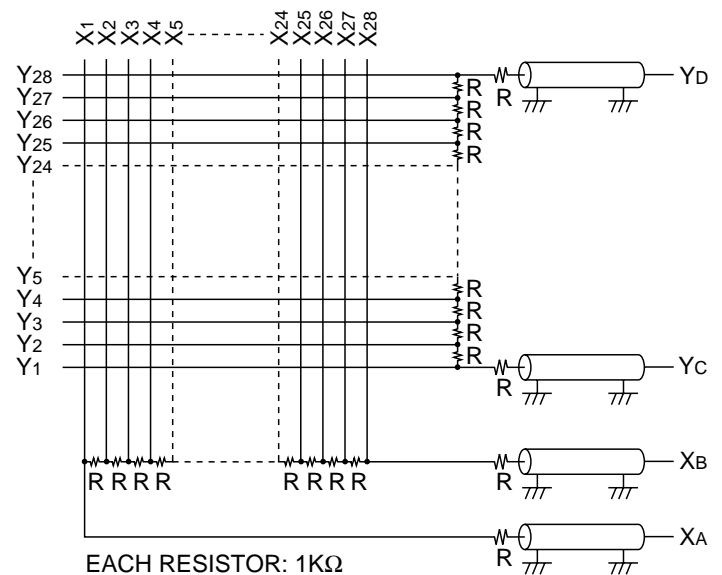 X1 X2 X3 X4 X5 X24 X25 X26 X27 X28
Y28
R
R
YD
Y27
R
Y26
R
Y25
R
Y24
Y5
R
Y4
R
Y3
R
Y2
R
Y1
R
YC
R R R R R R R R
R
XB
R
XA
EACH RESISTOR: 1KΩ